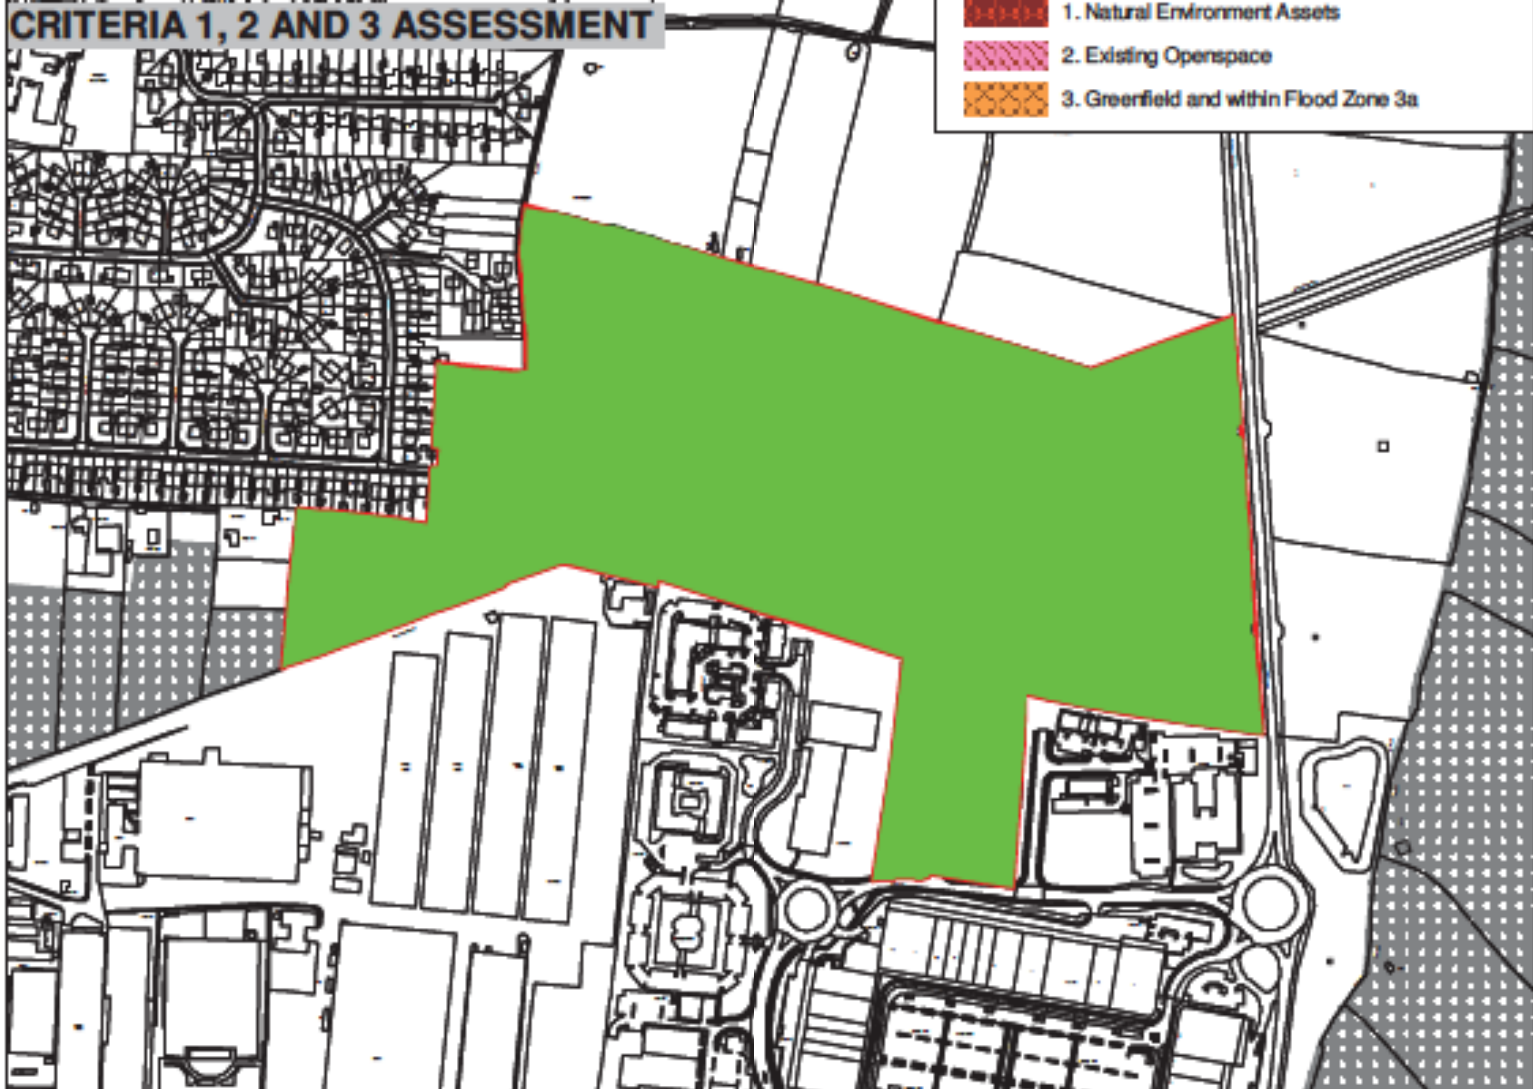 CRITERIA 1, 2 AND 3 ASSESSMENT
1. Natural Environment Assets
2. Existing Openspace
3. Greenfield and within Flood Zone 3a